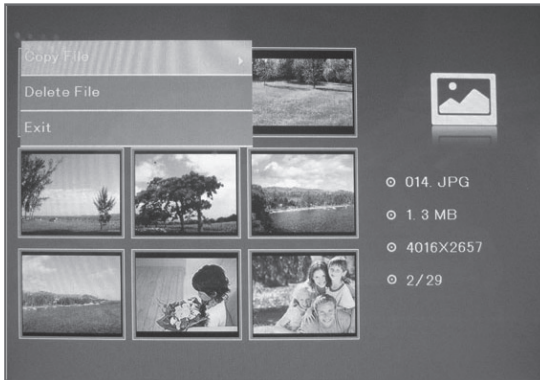 Copy File
Delete File
Exit
014. JPG
1. 3 MB
4016X2657
2/29